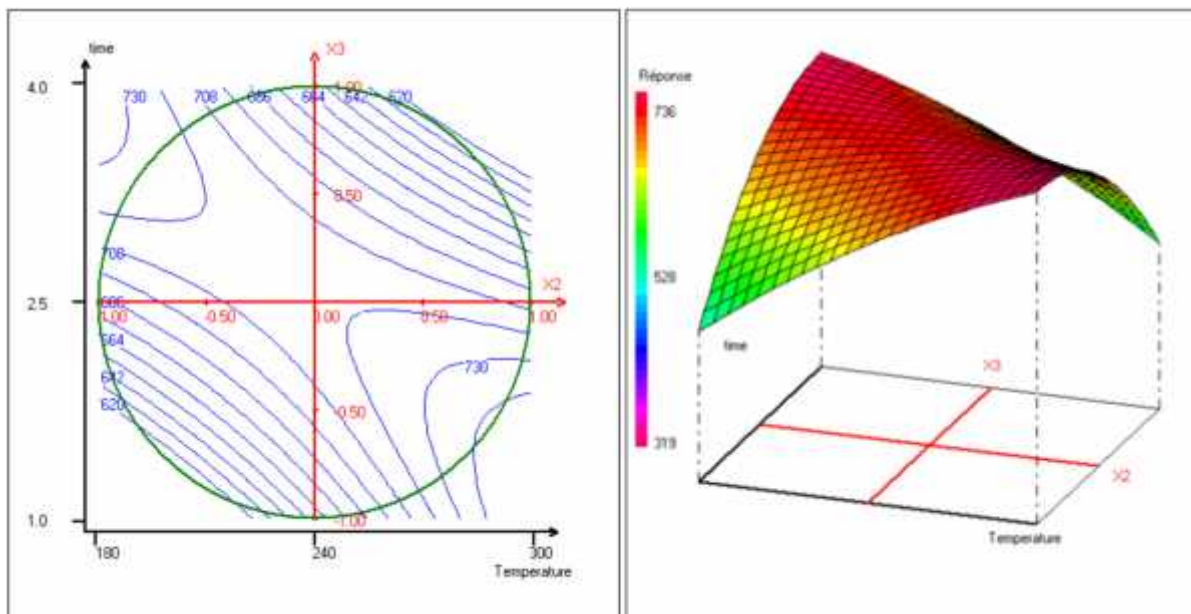 time
X3
4.0
1.00
730 708 686 664 642 620
0.50
708
X2
2.5
686
1.00 -0.50 0.00 0.50 1.00
664
642
730
620
-0.50
1.0
-1.00
180 240 300
Temperature
Réponse
736
528
319
time
X3
X2
Temperature